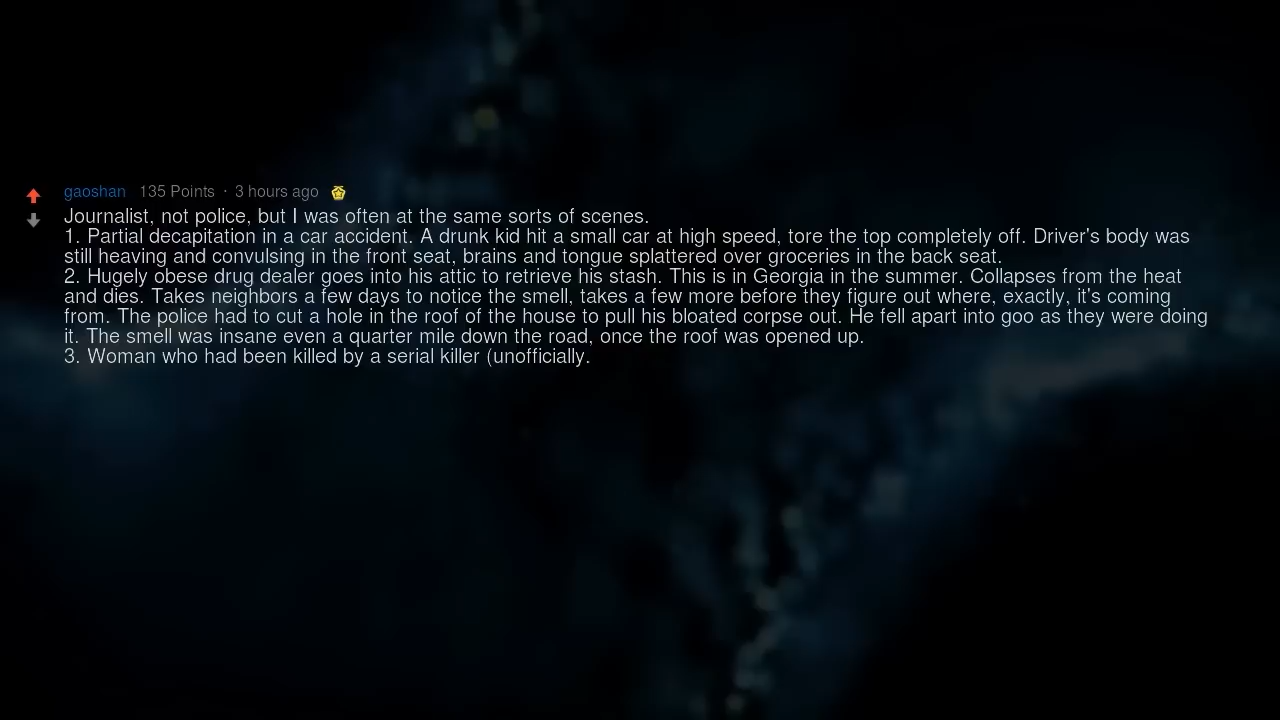 gaoshan 135 Points · 3 hours ago
Journalist, not police, but I was often at the same sorts of scenes.
1. Partial decapitation in a car accident. A drunk kid hit a small car at high speed, tore the top completely off. Driver's body was
still heaving and convulsing in the front seat, brains and tongue splattered over groceries in the back seat.
2. Hugely obese drug dealer goes into his attic to retrieve his stash. This is in Georgia in the summer. Collapses from the heat
and dies. Takes neighbors a few days to notice the smell, takes a few more before they figure out where, exactly, it's coming
from. The police had to cut a hole in the roof of the house to pull his bloated corpse out. He fell apart into goo as they were doing
it. The smell was insane even a quarter mile down the road, once the roof was opened up.
3. Woman who had been killed by a serial killer (unofficially.